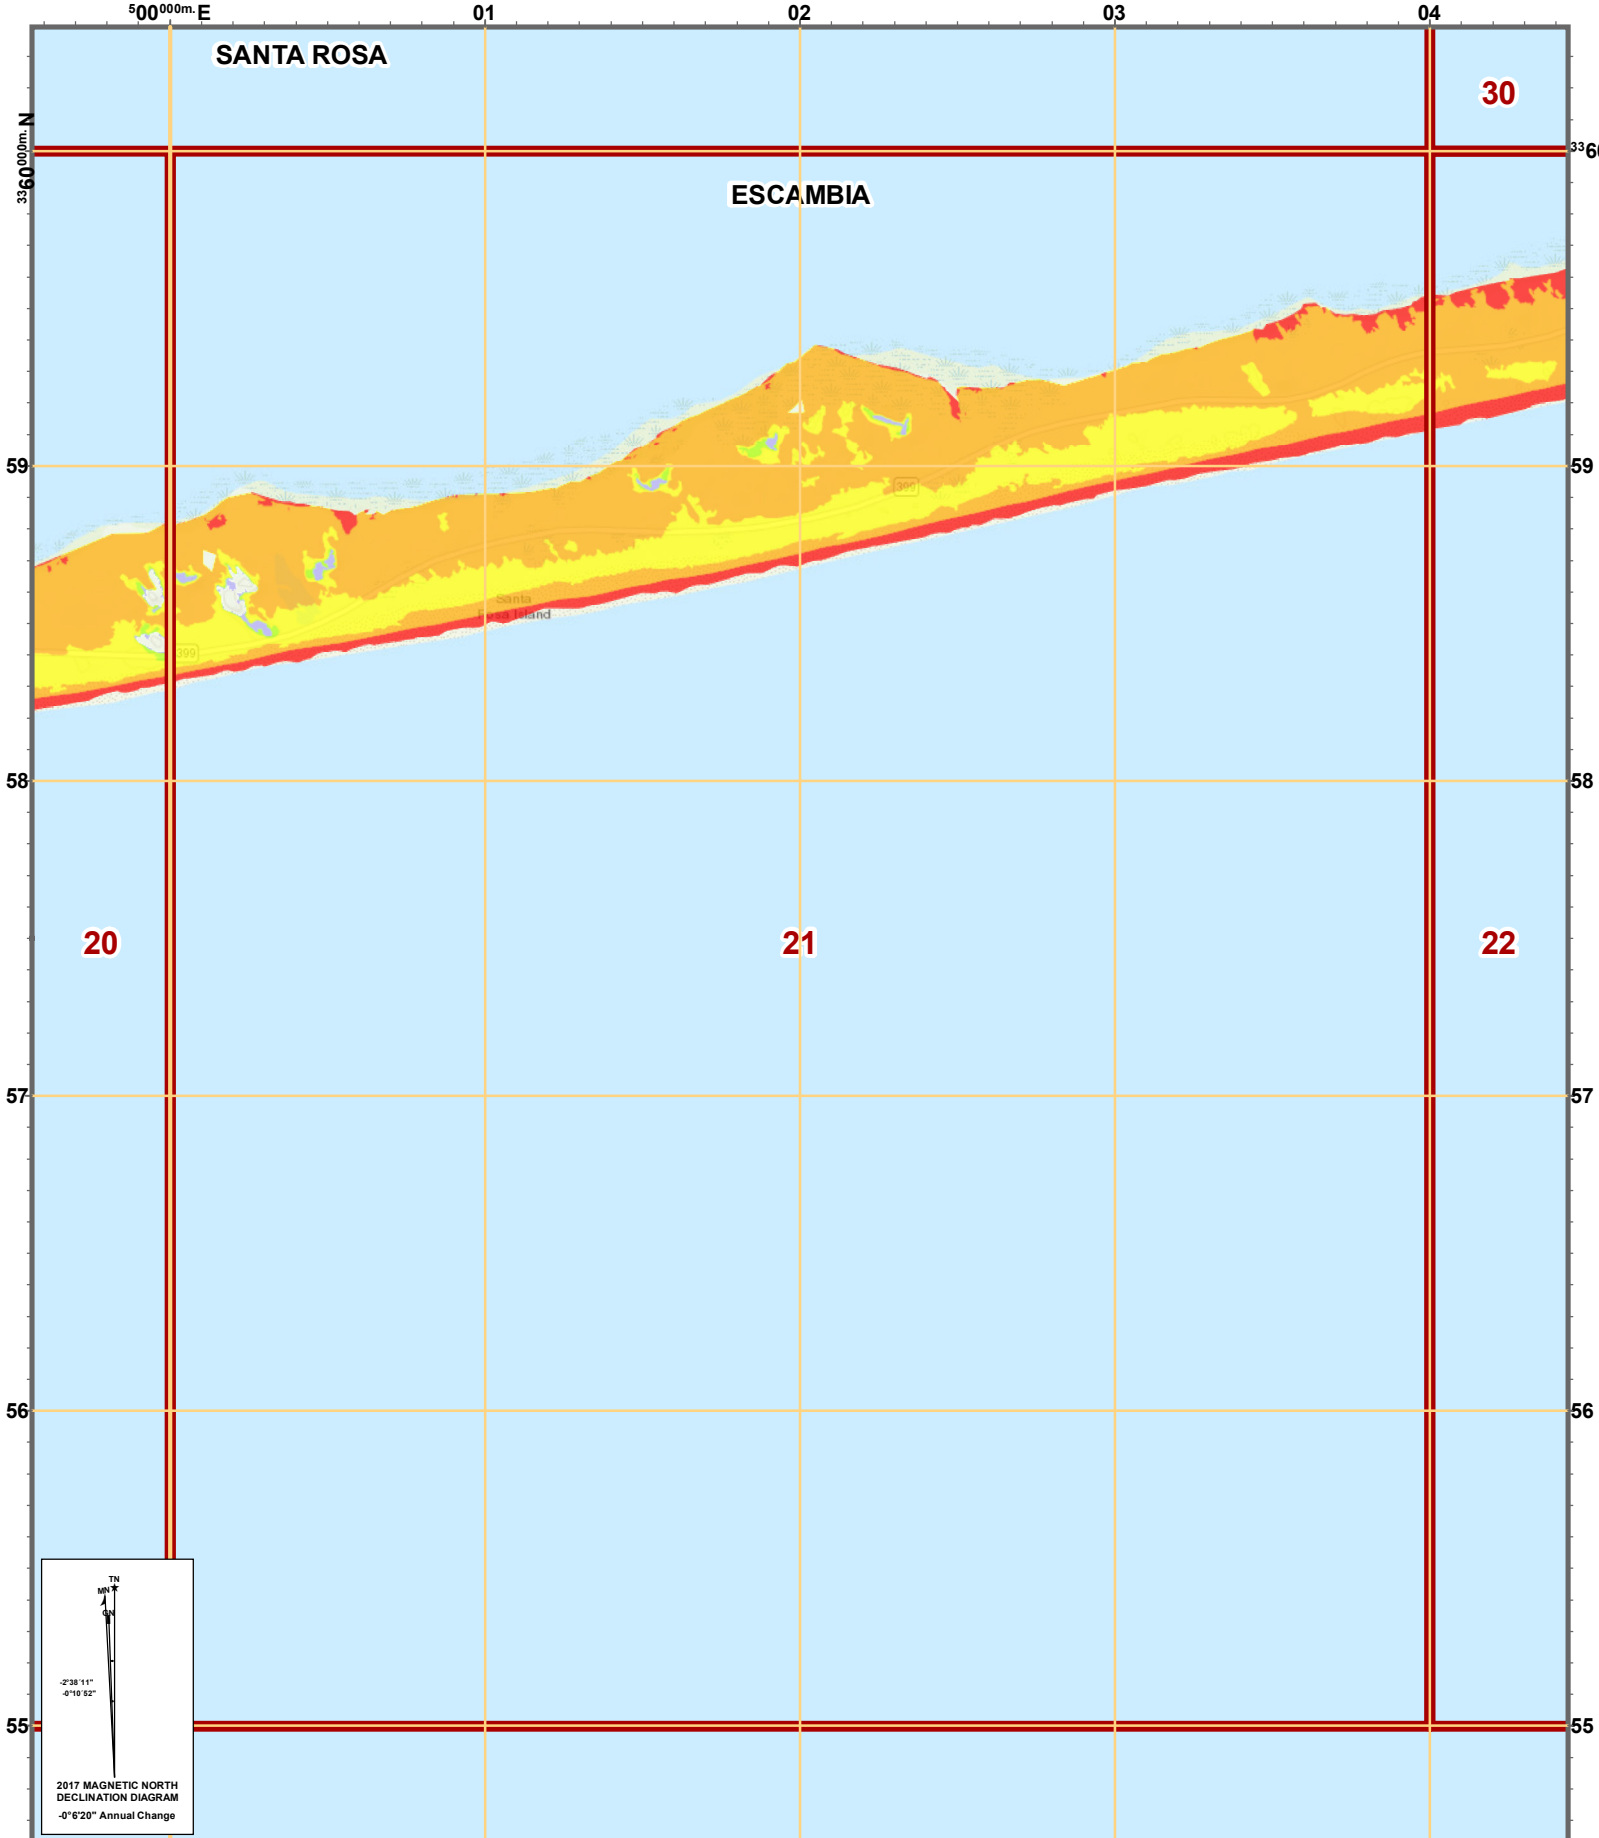 500000m.E 01 02 03 04
SANTA ROSA
30
3360000m. N
3360
ESCAMBIA
59 59
399
Santa
Rosa Island
399
58 58
20 21 22
57 57
56 56
TN
MN
GN
-2°38'11"
-0°10'52"
55 55
2017 MAGNETIC NORTH
DECLINATION DIAGRAM
-0°6'20" Annual Change